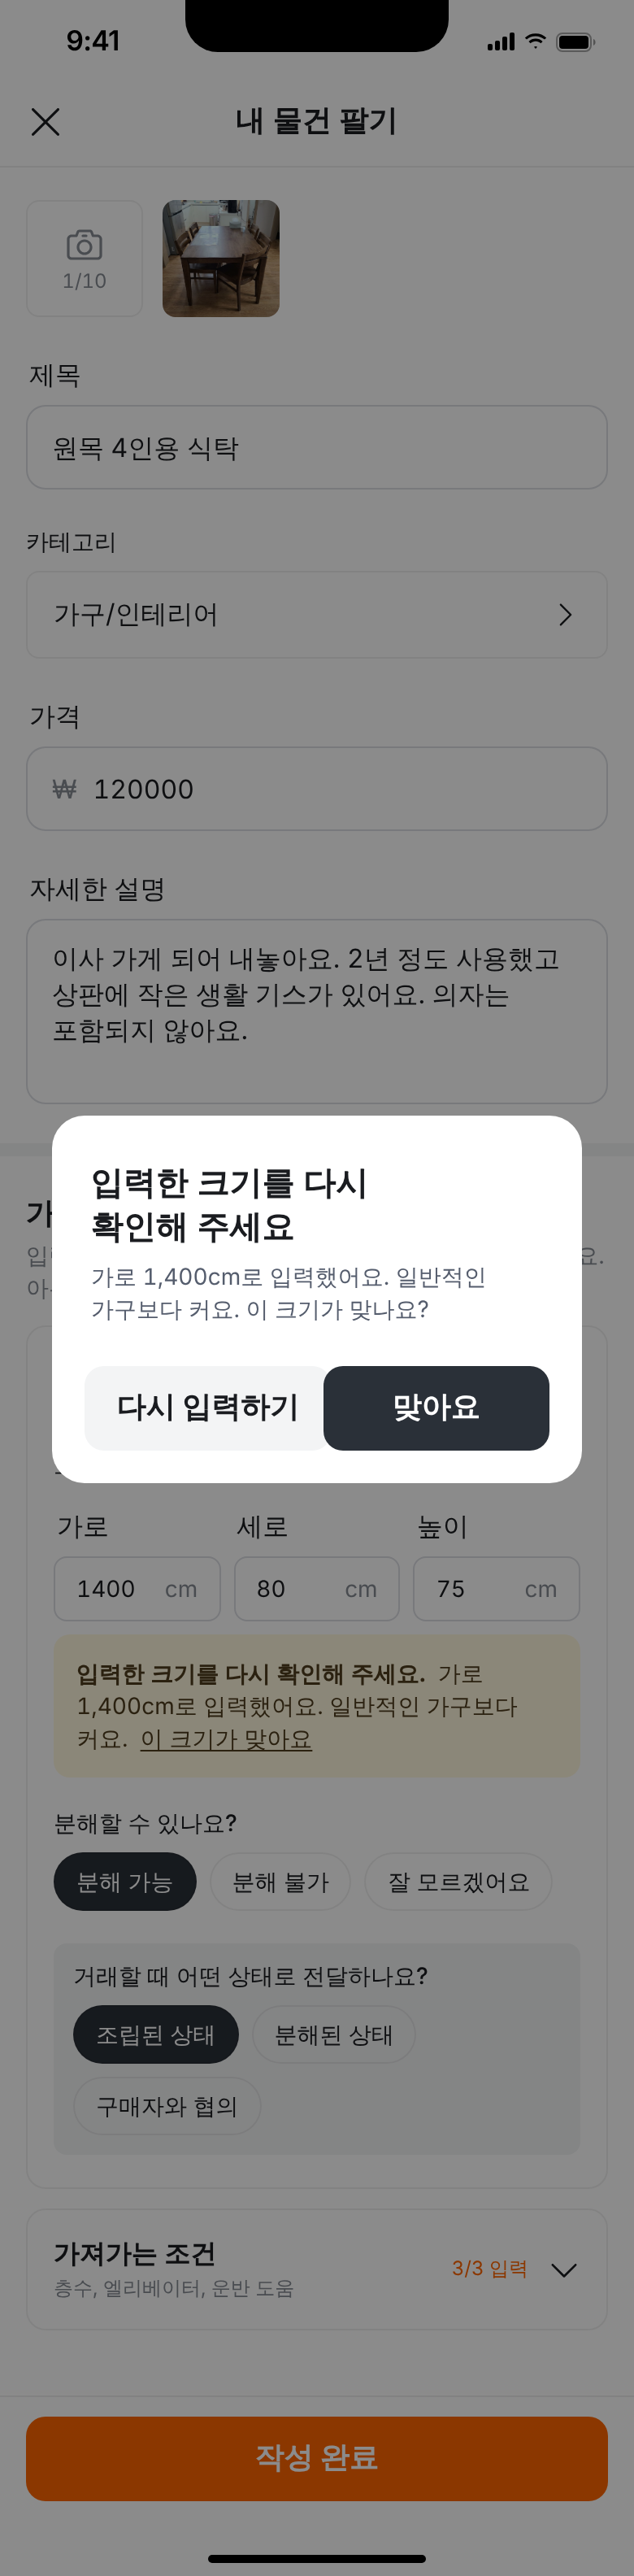 9:41
내 물건 팔기
1/10
제목
원목 4인용 식탁
카테고리
가구/인테리어
가격
₩ 120000
자세한 설명
이사 가게 되어 내놓아요. 2년 정도 사용했고
상판에 작은 생활 기스가 있어요. 의자는
포함되지 않아요.
입력한 크기를 다시
확인해 주세요
가로 1,400cm로 입력했어요. 일반적인
가구보다 커요. 이 크기가 맞나요?
다시 입력하기 맞아요
가로 세로 높이
1400 cm 80 cm 75 cm
입력한 크기를 다시 확인해 주세요. 가로
1,400cm로 입력했어요. 일반적인 가구보다
커요. 이 크기가 맞아요
분해할 수 있나요?
분해 가능 분해 불가 잘 모르겠어요
거래할 때 어떤 상태로 전달하나요?
조립된 상태 분해된 상태
구매자와 협의
가져가는 조건
3/3 입력
층수, 엘리베이터, 운반 도움
작성 완료